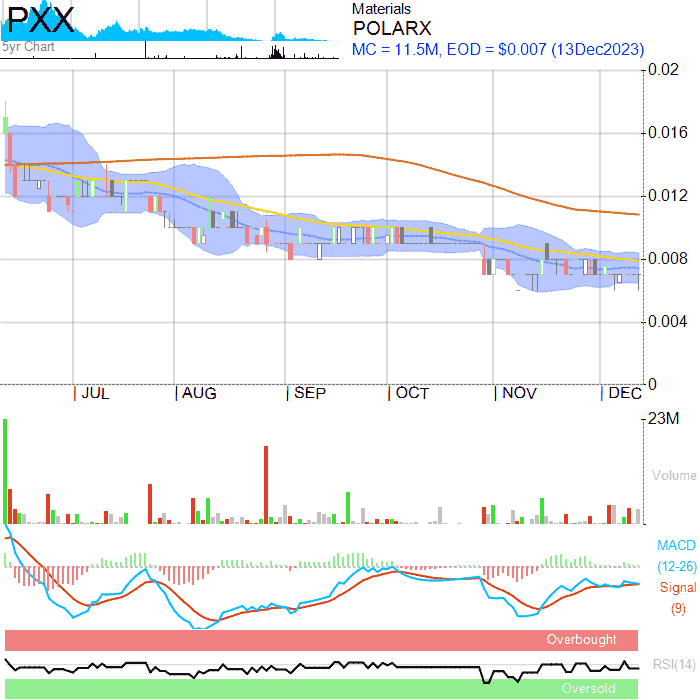 PXX
5yr Chart
Materials
POLARX
MC = 11.5M, EOD = $0.007 (13Dec2023)
0.02
0.016
0.012
0.008
0.004
0
JUL AUG SEP OCT NOV DEC
23M
Volume
MACD
(12-26)
Signal
(9)
Overbought
RSI(14)
Oversold